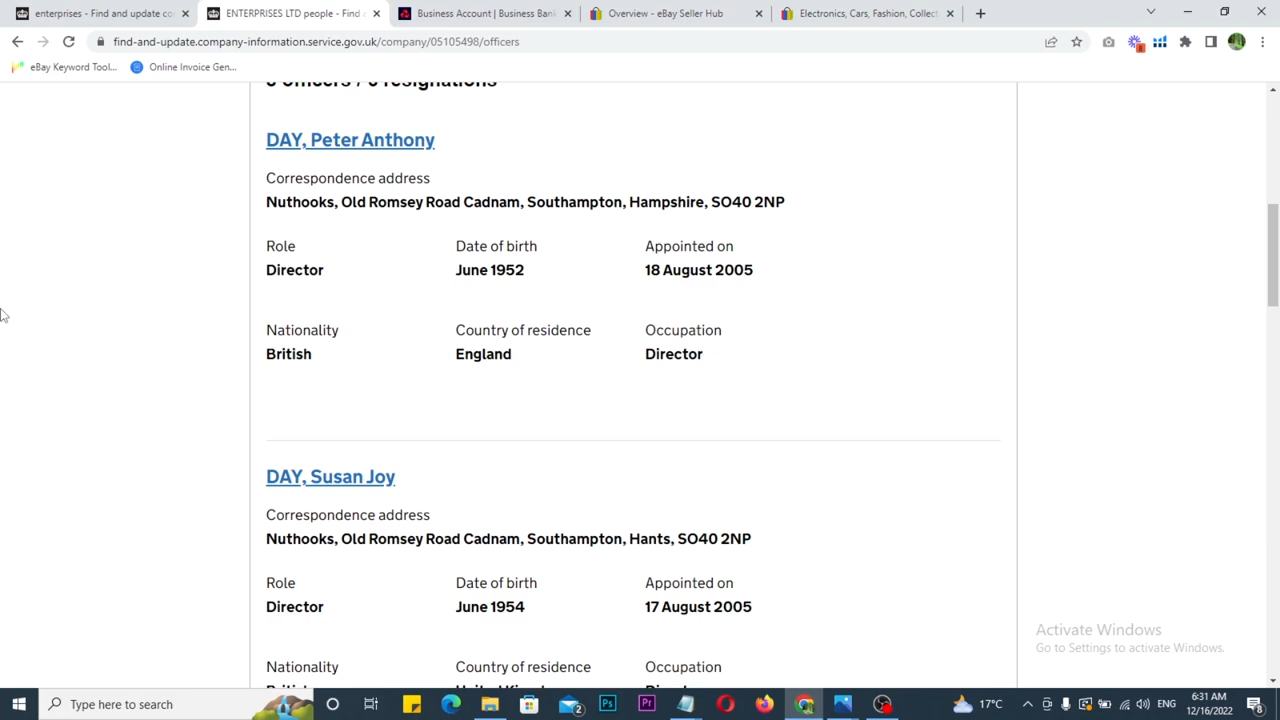 enterprises - Find and update co
ENTERPRISES LTD people - Find a
Business Account | Business Bank
Overview - eBay Seller Hub
Electronics, Cars, Fashion, Collect
find-and-update.company-information.service.gov.uk/company/05105498/officers
8
eBay Keyword Tool...
Online Invoice Gen...
DAY, Peter Anthony
Correspondence address
Nuthooks, Old Romsey Road Cadnam, Southampton, Hampshire, SO40 2NP
Role Date of birth Appointed on
Director June 1952 18 August 2005
Nationality Country of residence Occupation
British England Director
DAY, Susan Joy
Correspondence address
Nuthooks, Old Romsey Road Cadnam, Southampton, Hants, SO40 2NP
Role Date of birth Appointed on
Director June 1954 17 August 2005
Nationality Country of residence Occupation
Activate Windows
Go to Settings to activate Windows.
Type here to search
2
Ps
Pr
17°C
ENG
6:31 AM
12/16/2022
8